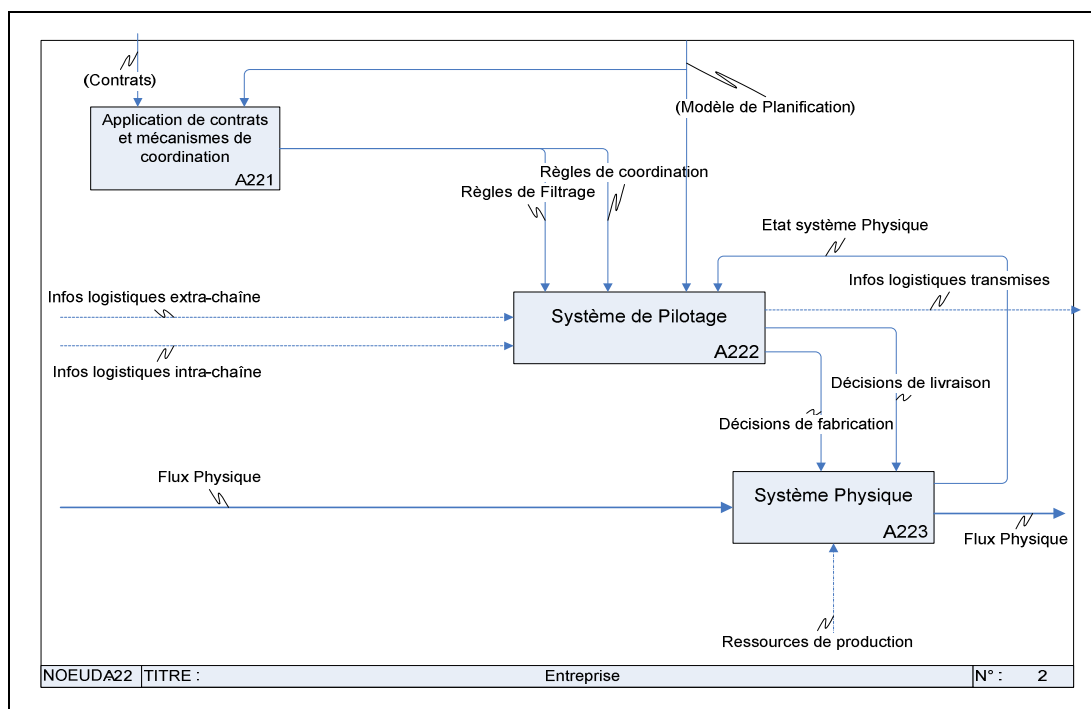 (Contrats)
(Modèle de Planification)
Application de contrats
et mécanismes de
coordination
A221
Règles de coordination
Règles de Filtrage
Etat système Physique
Infos logistiques extra-chaîne
Infos logistiques transmises
Système de Pilotage
A222
Infos logistiques intra-chaîne
Décisions de livraison
Décisions de fabrication
Flux Physique
Système Physique
A223
Flux Physique
Ressources de production
NOEUDA22 TITRE : Entreprise N° : 2